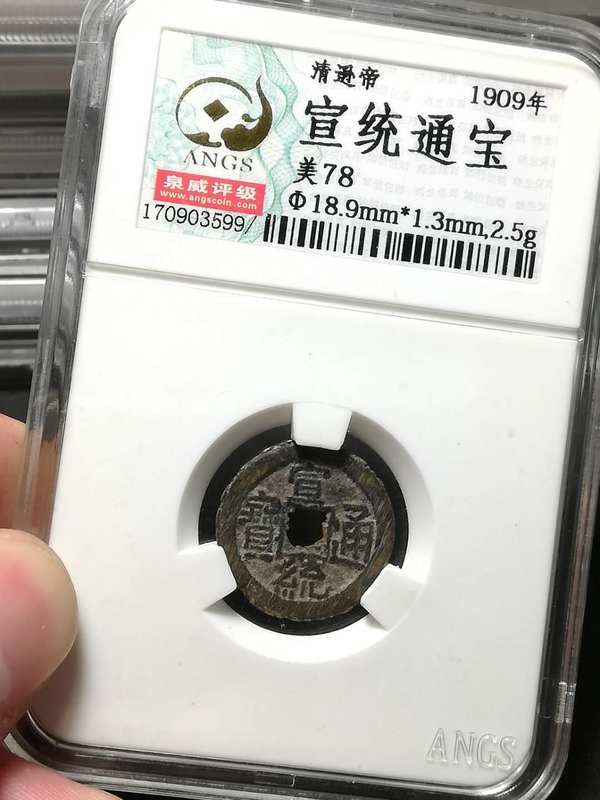 清逊帝
1909年
宣统通宝
ANGS
美78
泉威评级
www.angscoin.com
Φ18.9mm*1.3mm,2.5g
170903599/
宣
統
通
寶
ANGS